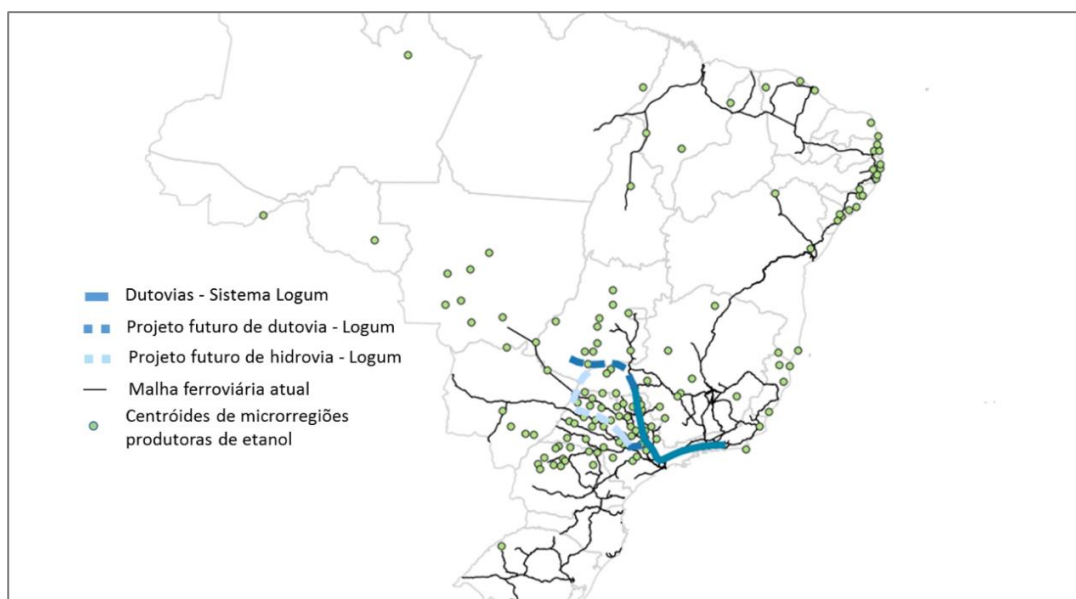 Dutovias - Sistema Logum
Projeto futuro de dutovia - Logum
Projeto futuro de hidrovia - Logum
Malha ferroviária atual
Centróides de microrregiões
produtoras de etanol